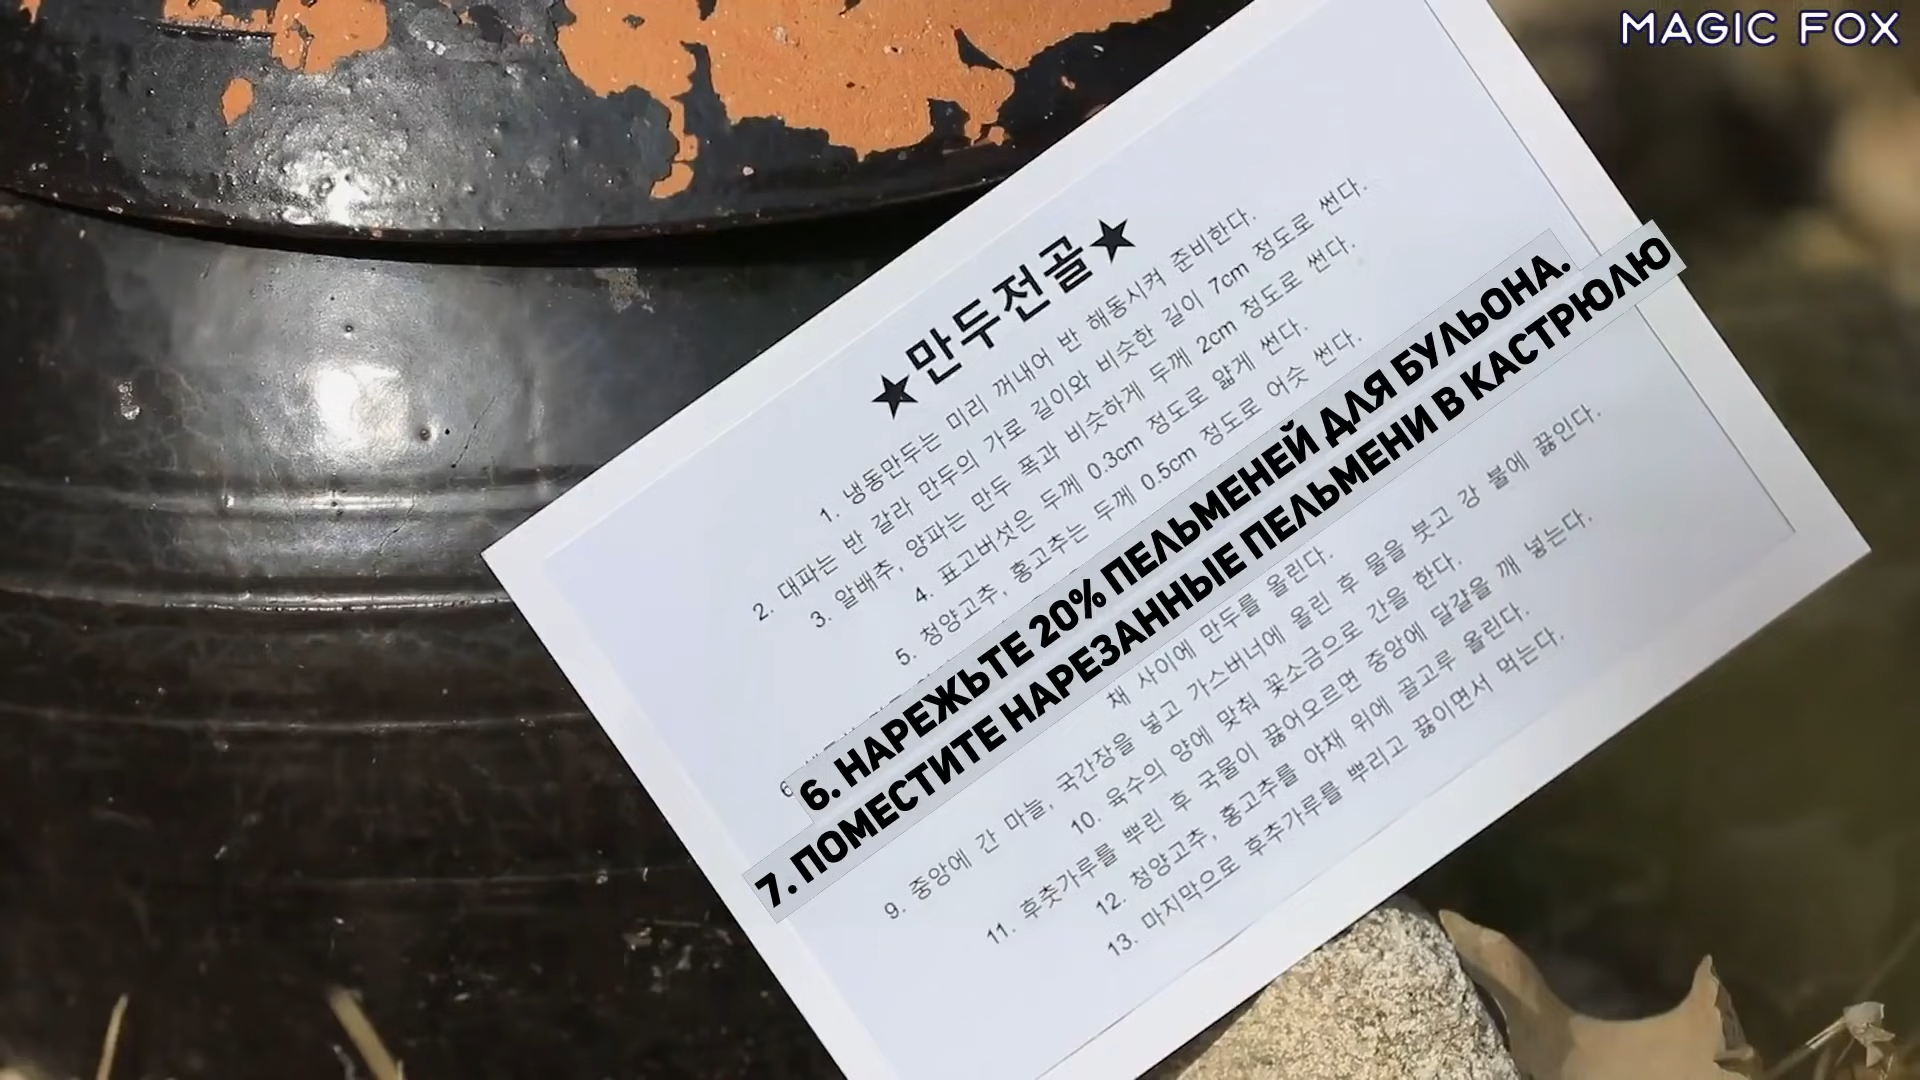 MAGIC FOX
★만두전골★
1. 냉동만두는 미리 꺼내어 반 해동시켜 준비한다.
2. 대파는 반 갈라 만두의 가로 길이와 비슷한 길이 7cm 정도로 썬다.
3. 알배추, 양파는 만두 폭과 비슷하게 두께 2cm 정도로 썬다.
4. 표고버섯은 두께 0.3cm 정도로 얇게 썬다.
5. 청양고추, 홍고추는 두께 0.5cm 정도로 어슷 썬다.
6. НАРЕЖЬТЕ 20% ПЕЛЬМЕНЕЙ ДЛЯ БУЛЬОНА.
7. ПОМЕСТИТЕ НАРЕЗАННЫЕ ПЕЛЬМЕНИ В КАСТРЮЛЮ
채 사이에 만두를 올린다.
9. 중앙에 간 마늘, 국간장을 넣고 가스버너에 올린 후 물을 붓고 강 불에 끓인다.
10. 육수의 양에 맞춰 꽃소금으로 간을 한다.
11. 후춧가루를 뿌린 후 국물이 끓어오르면 중앙에 달걀을 깨 넣는다.
12. 청양고추, 홍고추를 야채 위에 골고루 올린다.
13. 마지막으로 후추가루를 뿌리고 끓이면서 먹는다.